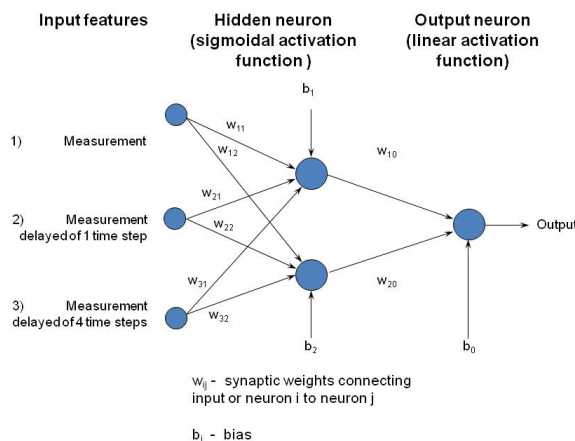 Input features
Hidden neuron
(sigmoidal activation
function )
Output neuron
(linear activation
function)
b1
1) Measurement
w11
w12
w10
2) Measurement
delayed of 1 time step
w21
w22
Output
3) Measurement
delayed of 4 time steps
w31
w32
w20
b2
b0
wij - synaptic weights connecting
input or neuron i to neuron j
bi - bias